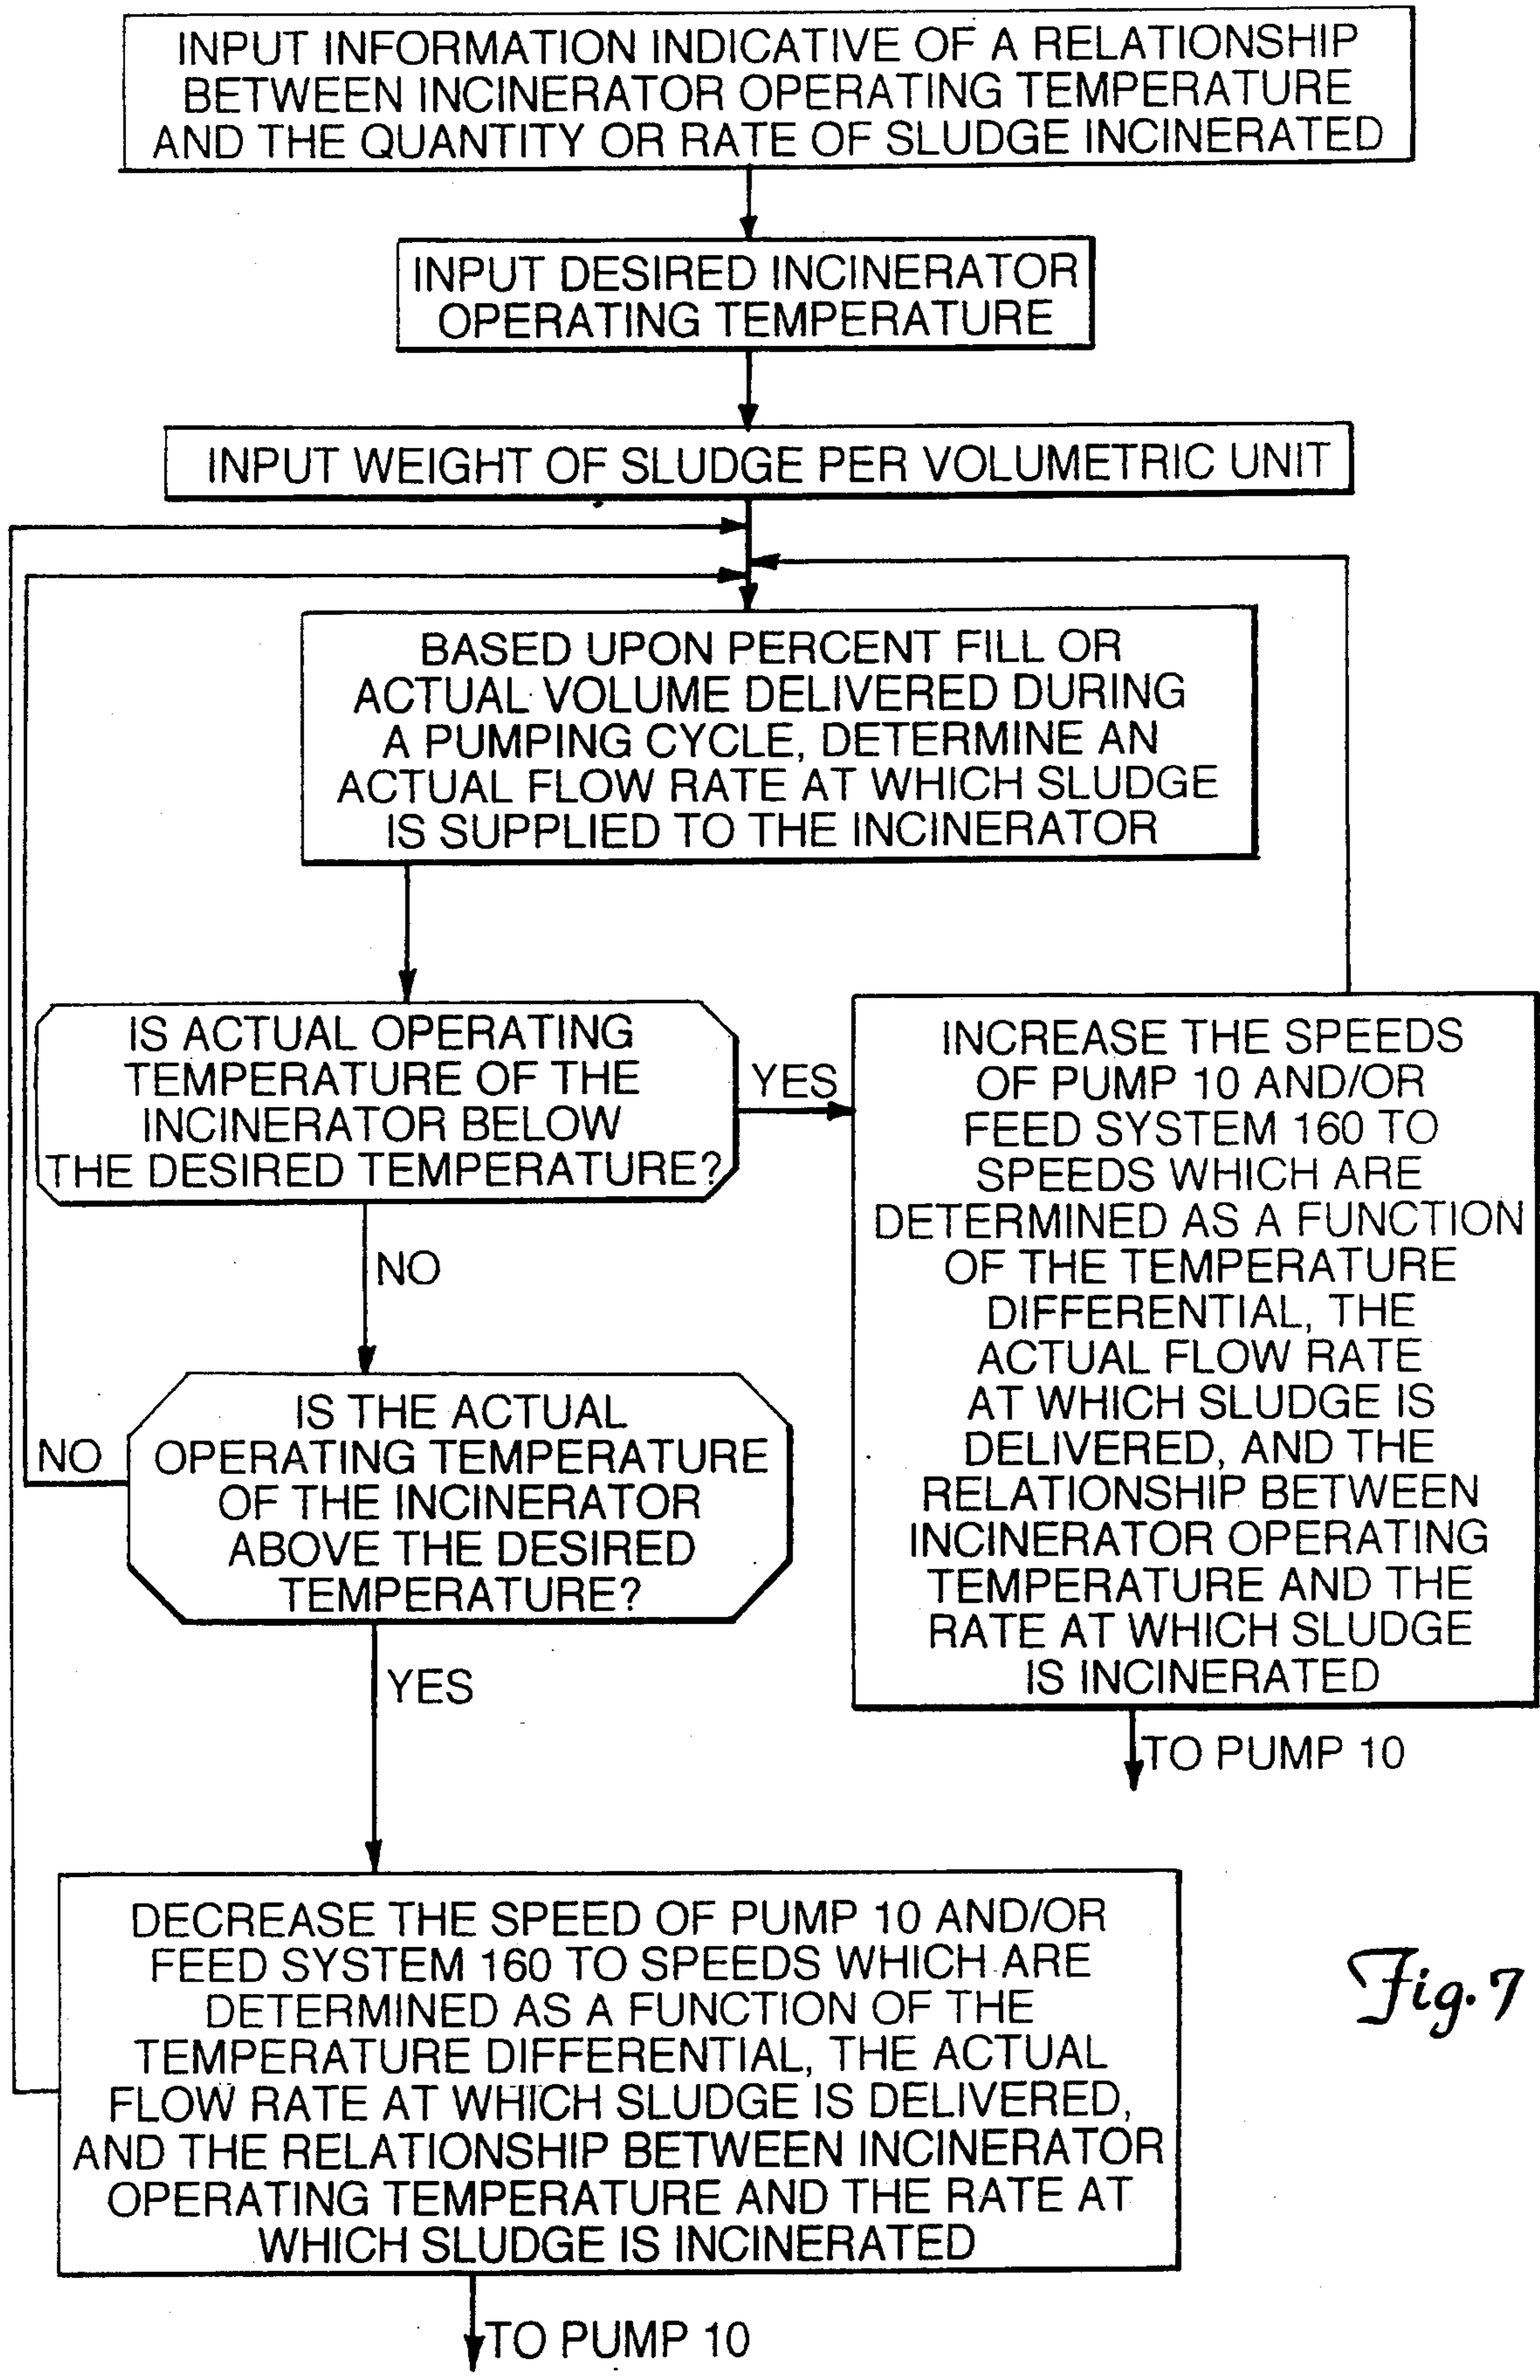 INPUT INFORMATION INDICATIVE OF A RELATIONSHIP
BETWEEN INCINERATOR OPERATING TEMPERATURE
AND THE QUANTITY OR RATE OF SLUDGE INCINERATED
INPUT DESIRED INCINERATOR
OPERATING TEMPERATURE
INPUT WEIGHT OF SLUDGE PER VOLUMETRIC UNIT
BASED UPON PERCENT FILL OR
ACTUAL VOLUME DELIVERED DURING
A PUMPING CYCLE, DETERMINE AN
ACTUAL FLOW RATE AT WHICH SLUDGE
IS SUPPLIED TO THE INCINERATOR
IS ACTUAL OPERATING
TEMPERATURE OF THE
INCINERATOR BELOW
THE DESIRED TEMPERATURE?
YES
INCREASE THE SPEEDS
OF PUMP 10 AND/OR
FEED SYSTEM 160 TO
SPEEDS WHICH ARE
DETERMINED AS A FUNCTION
OF THE TEMPERATURE
DIFFERENTIAL, THE
ACTUAL FLOW RATE
AT WHICH SLUDGE IS
DELIVERED, AND THE
RELATIONSHIP BETWEEN
INCINERATOR OPERATING
TEMPERATURE AND THE
RATE AT WHICH SLUDGE
IS INCINERATED
TO PUMP 10
NO
IS THE ACTUAL
OPERATING TEMPERATURE
OF THE INCINERATOR
ABOVE THE DESIRED
TEMPERATURE?
NO
YES
DECREASE THE SPEED OF PUMP 10 AND/OR
FEED SYSTEM 160 TO SPEEDS WHICH ARE
DETERMINED AS A FUNCTION OF THE
TEMPERATURE DIFFERENTIAL, THE ACTUAL
FLOW RATE AT WHICH SLUDGE IS DELIVERED,
AND THE RELATIONSHIP BETWEEN INCINERATOR
OPERATING TEMPERATURE AND THE RATE AT
WHICH SLUDGE IS INCINERATED
TO PUMP 10
Fig. 7